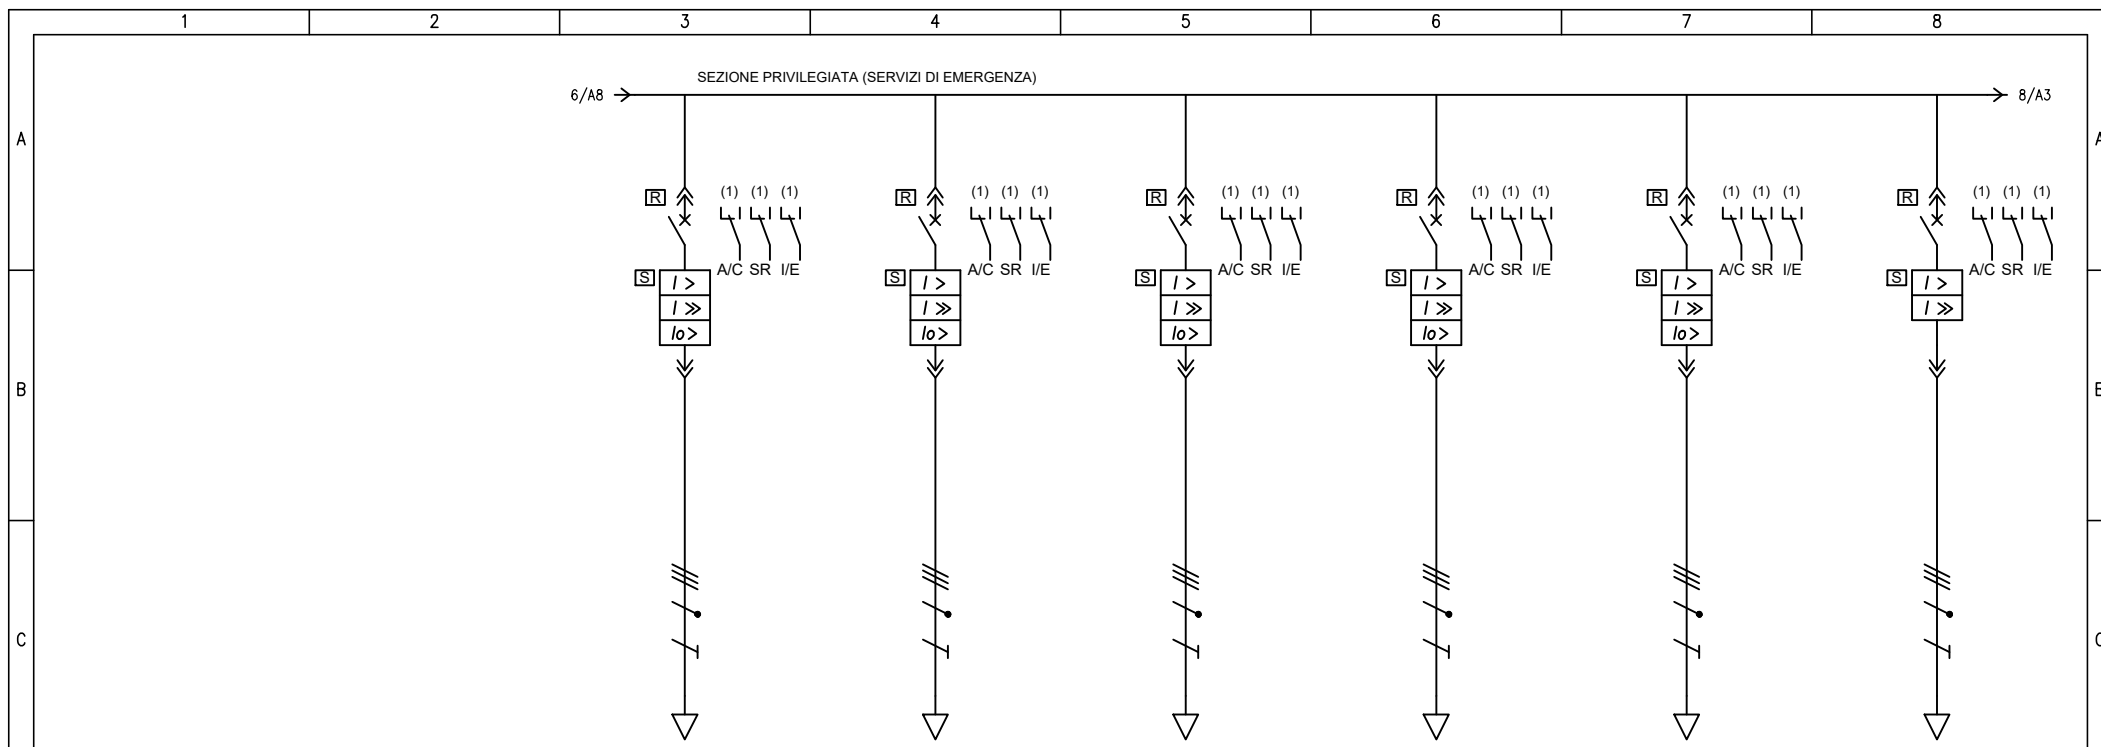 1 2 3 4 5 6 7 8
SEZIONE PRIVILEGIATA (SERVIZI DI EMERGENZA)
6/A8 8/A3
A A
R (1) (1) (1) R (1) (1) (1) R (1) (1) (1) R (1) (1) (1) R (1) (1) (1) R (1) (1) (1)
A/C SR I/E A/C SR I/E A/C SR I/E A/C SR I/E A/C SR I/E A/C SR I/E
S I > S I > S I > S I > S I > S I >
I >> I >> I >> I >> I >> I >>
Io > Io > Io > Io > Io >
B B
C C